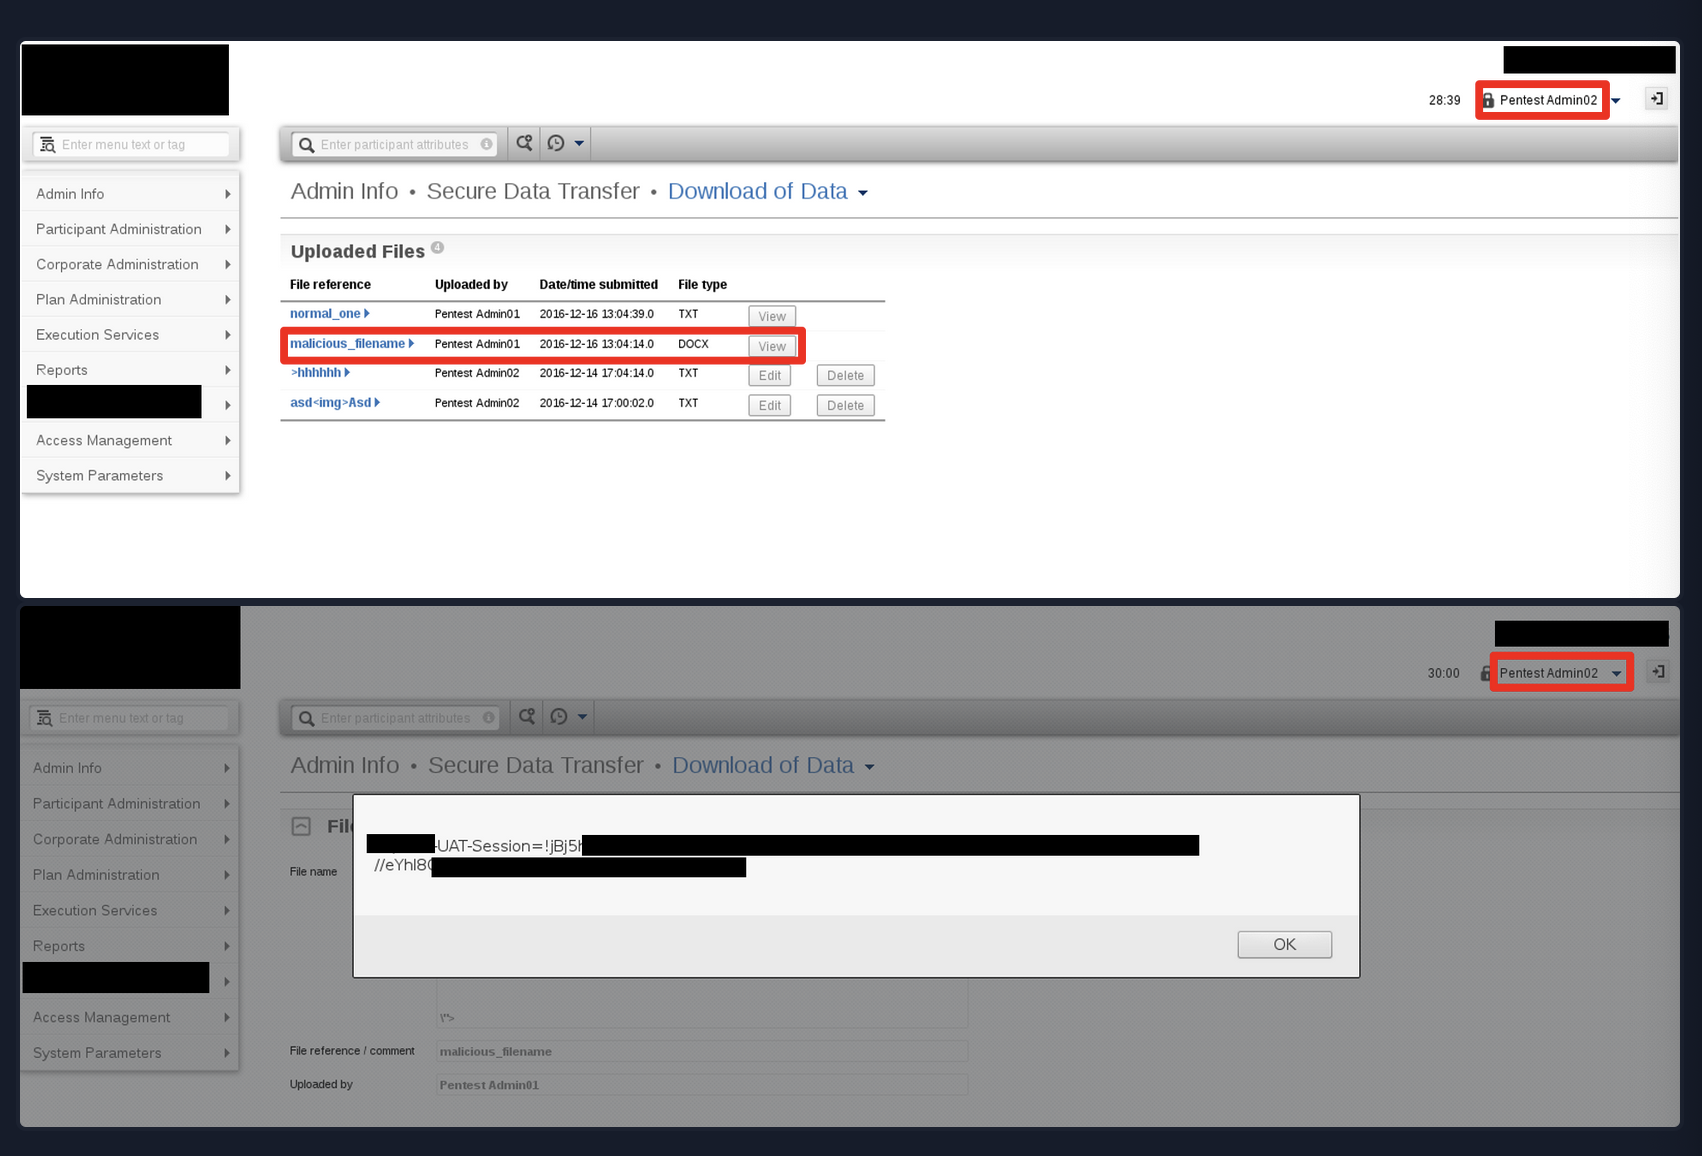 28:39 Pentest Admin02
Enter menu text or tag
Enter participant attributes
Admin Info • Secure Data Transfer • Download of Data
Admin Info
Participant Administration
Corporate Administration
Plan Administration
Execution Services
Reports
Access Management
System Parameters
Uploaded Files 4
File reference Uploaded by Date/time submitted File type
normal_one Pentest Admin01 2016-12-16 13:04:39.0 TXT View
malicious_filename Pentest Admin01 2016-12-16 13:04:14.0 DOCX View
>hhhhhh Pentest Admin02 2016-12-14 17:04:14.0 TXT Edit Delete
asd<img>Asd Pentest Admin02 2016-12-14 17:00:02.0 TXT Edit Delete
30:00 Pentest Admin02
Enter menu text or tag
Enter participant attributes
Admin Info • Secure Data Transfer • Download of Data
Admin Info
Participant Administration
Corporate Administration
Plan Administration
Execution Services
Reports
Access Management
System Parameters
File name
-UAT-Session=!jBj5
//eYhl8
OK
\">
File reference / comment malicious_filename
Uploaded by Pentest Admin01